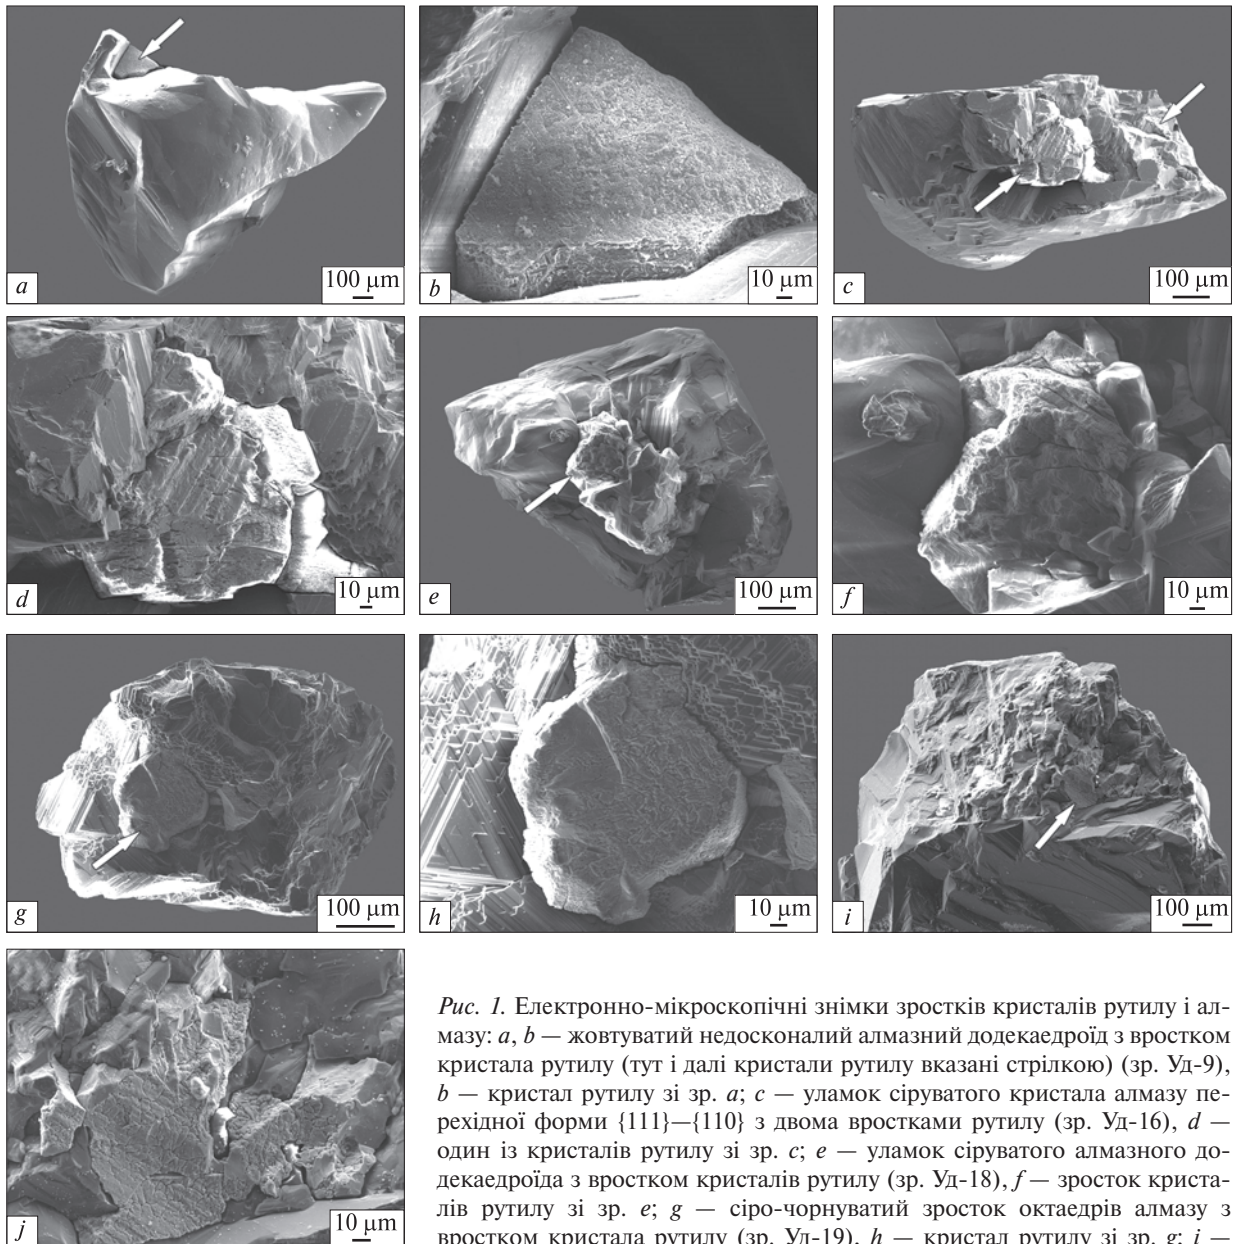 a
100 μm
b
10 μm
c
100 μm
d
10 μm
e
100 μm
f
10 μm
g
100 μm
h
10 μm
i
100 μm
j
10 μm
Рис. 1. Електронно-мікроскопічні знімки зростків кристалів рутилу і ал-
мазу: a, b — жовтуватий недосконалий алмазний додекаедроїд з вростком
кристала рутилу (тут і далі кристали рутилу вказані стрілкою) (зр. Уд-9),
b — кристал рутилу зі зр. a; c — уламок сіруватого кристала алмазу пе-
рехідної форми {111}—{110} з двома вростками рутилу (зр. Уд-16), d —
один із кристалів рутилу зі зр. c; e — уламок сіруватого алмазного до-
декаедроїда з вростком кристалів рутилу (зр. Уд-18), f — зросток криста-
лів рутилу зі зр. e; g — сіро-чорнуватий зросток октаедрів алмазу з
вростком кристала рутилу (зр. Уд-19), h — кристал рутилу зі зр. g; i —